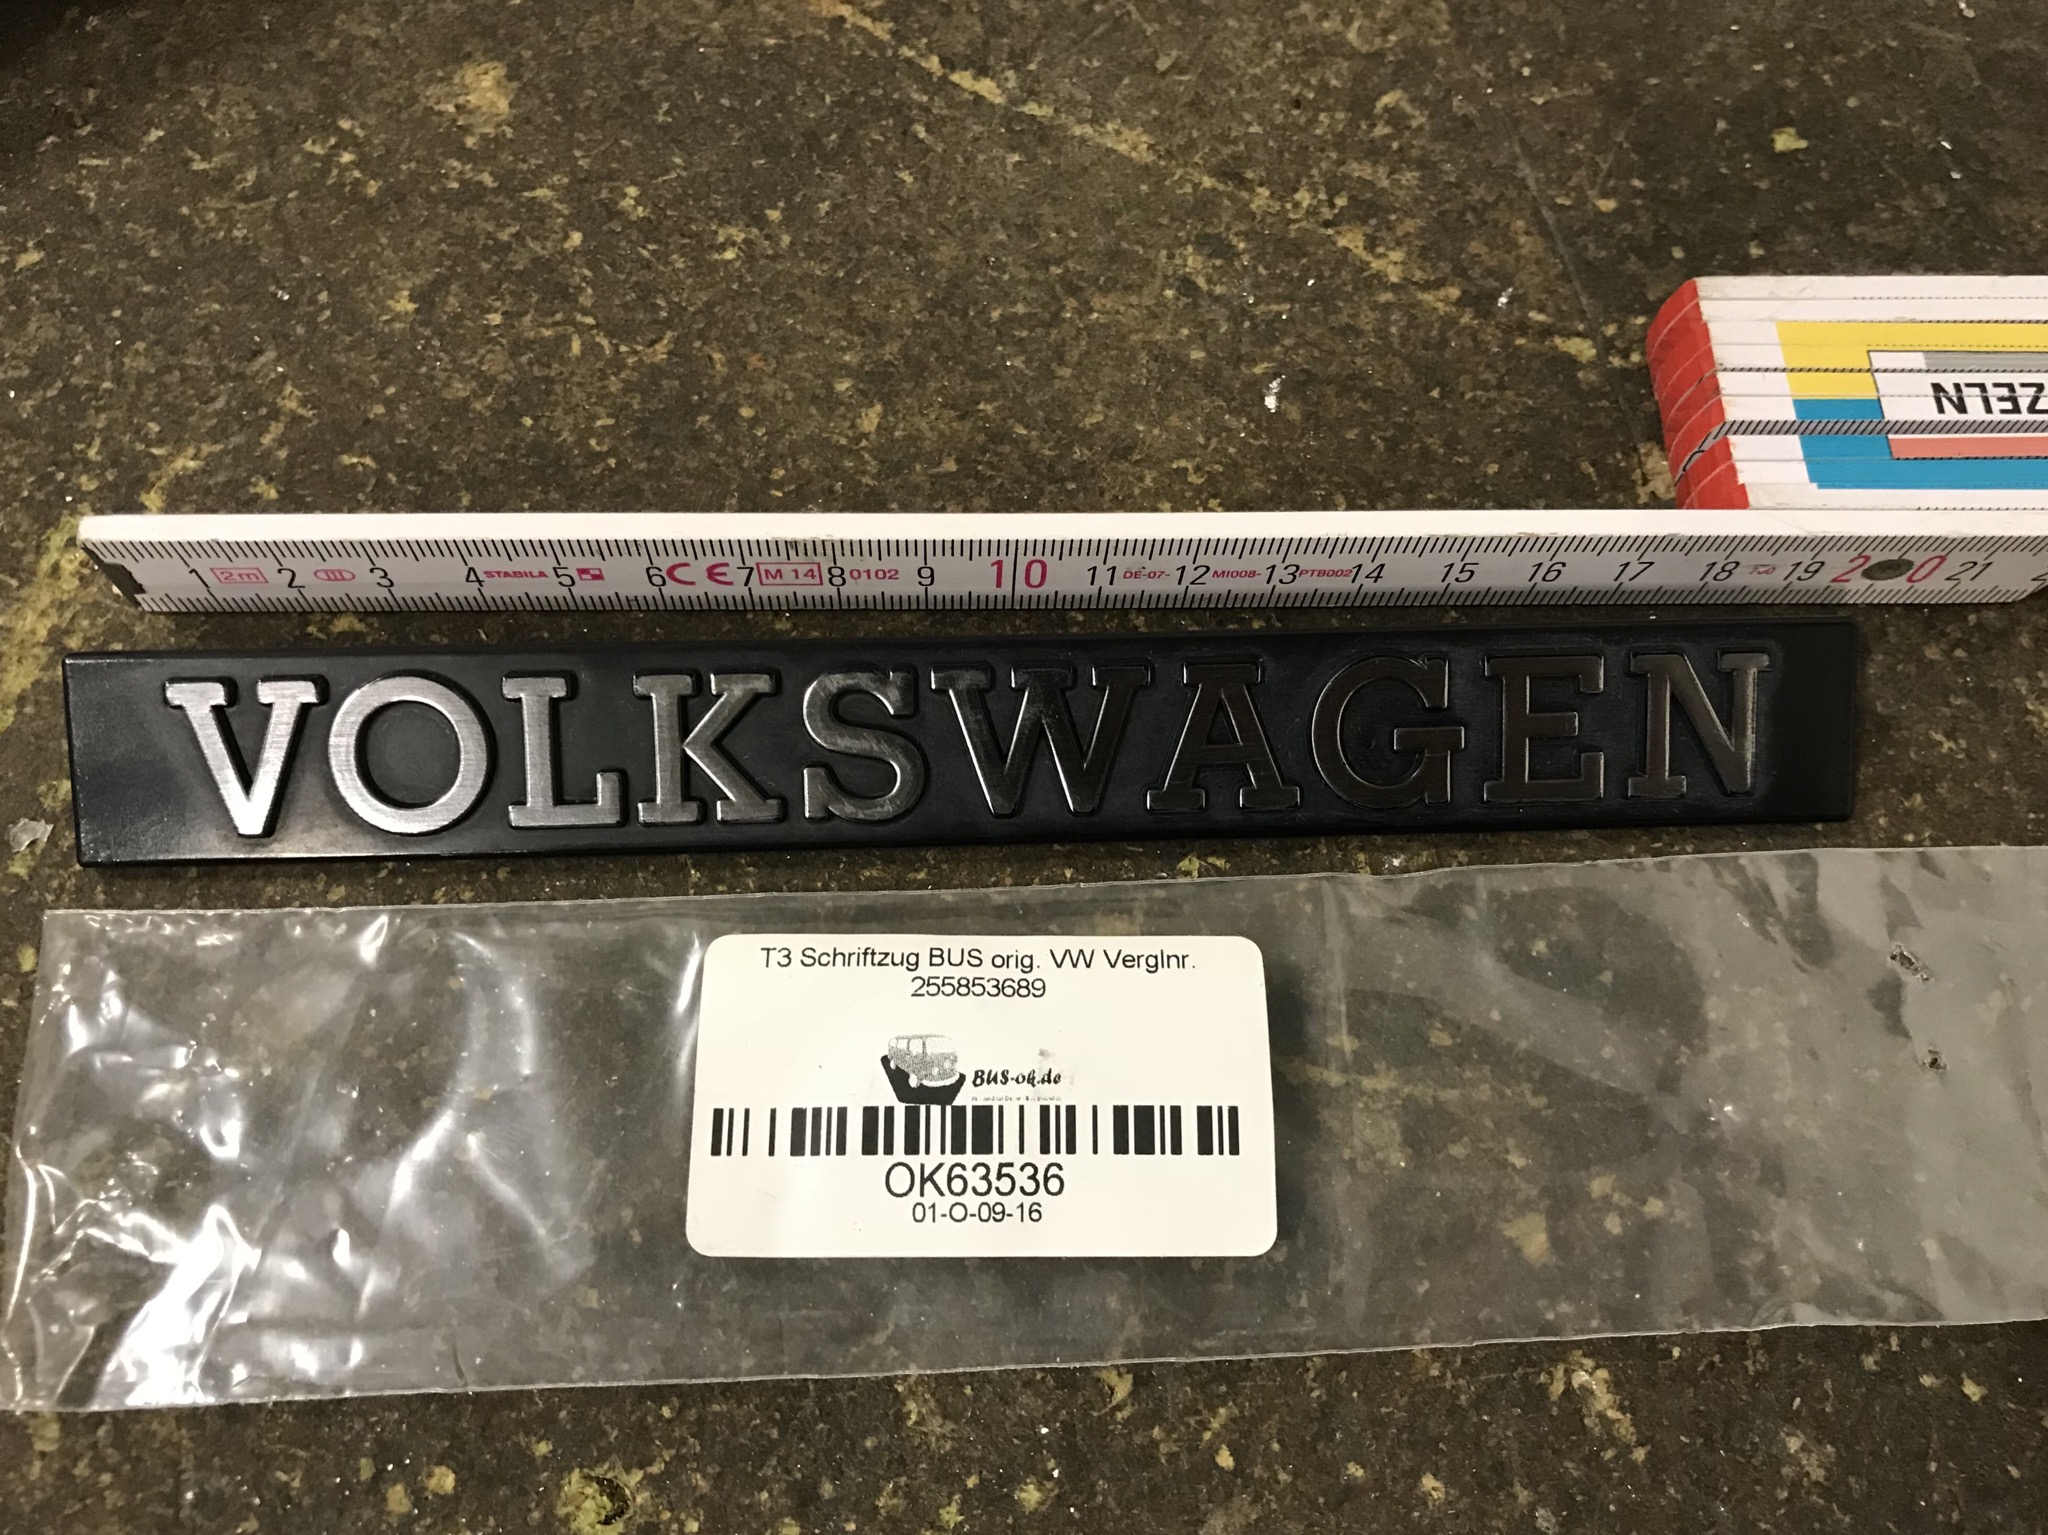 ZELN
1 2m 2 III 3 4 STABILA 5 6 CE 7 M 14 8 0102 9 10 11 DE-07- 12 MI008- 13 PTB002 14 15 16 17 18 19 20 21
VOLKSWAGEN
T3 Schriftzug BUS orig. VW Verglnr.
255853689
BUS-ok.de
OK63536
01-O-09-16